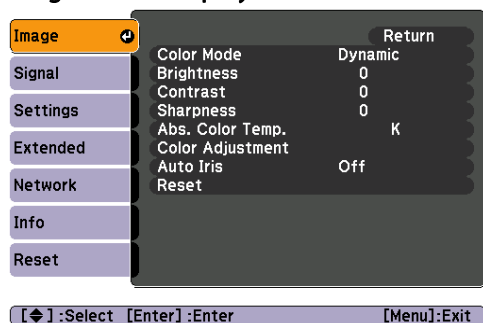 Image
Signal
Settings
Extended
Network
Info
Reset
Return
Color Mode Dynamic
Brightness 0
Contrast 0
Sharpness 0
Abs. Color Temp. K
Color Adjustment
Auto Iris Off
Reset
[◆] :Select [Enter] :Enter [Menu]:Exit